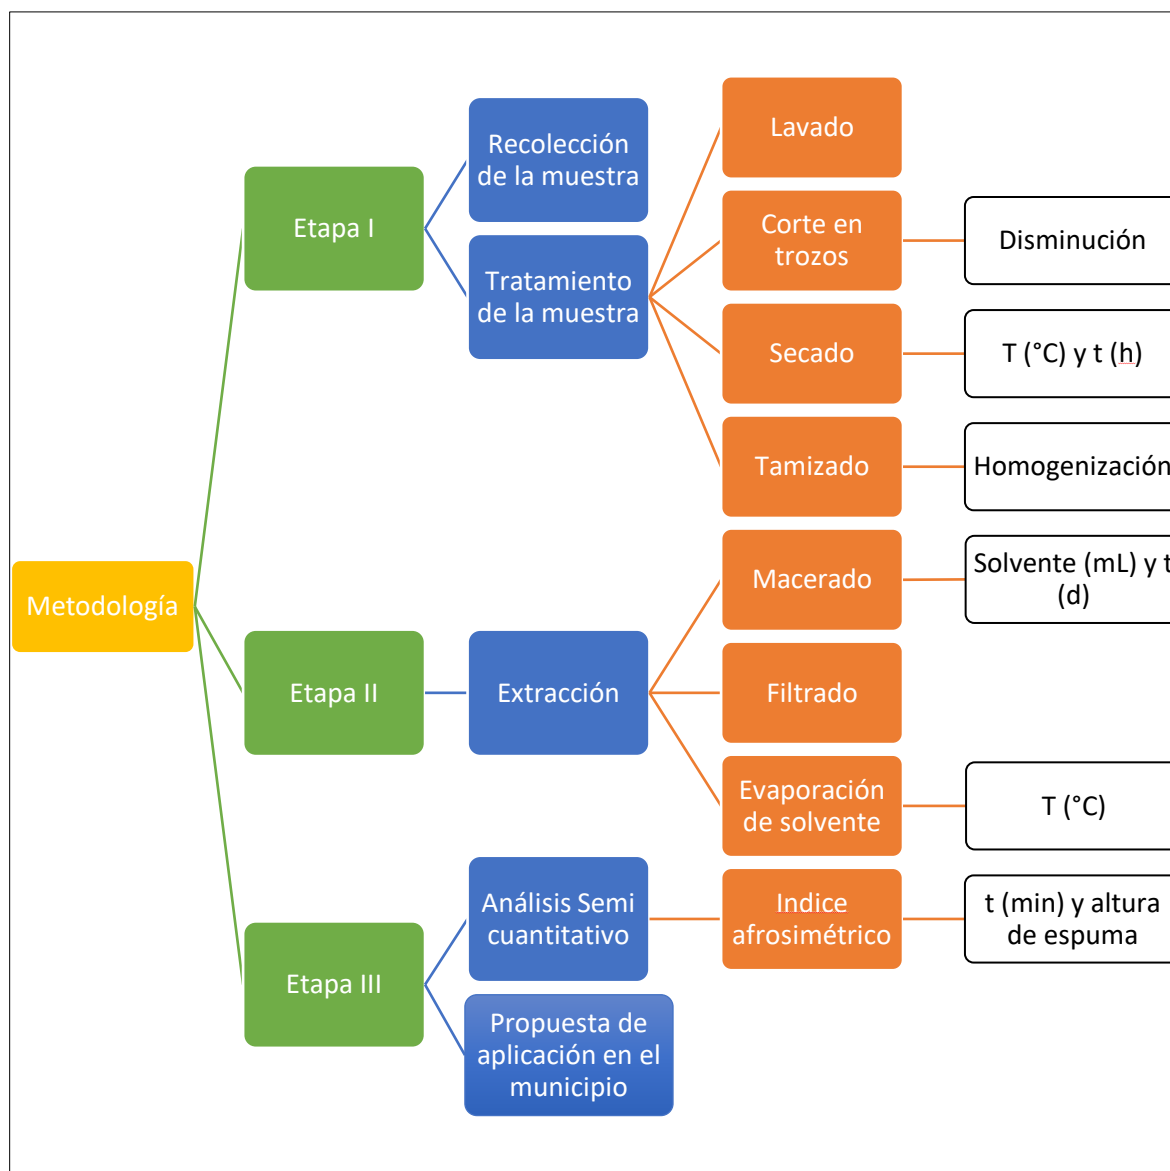 Metodología
Etapa I
Recolección
de la muestra
Tratamiento
de la muestra
Lavado
Corte en
trozos
Disminución
Secado
T (°C) y t (h)
Tamizado
Homogenización
Etapa II
Extracción
Macerado
Solvente (mL) y t
(d)
Filtrado
Evaporación
de solvente
T (°C)
Etapa III
Análisis Semi
cuantitativo
Indice
afrosimétrico
t (min) y altura
de espuma
Propuesta de
aplicación en el
municipio